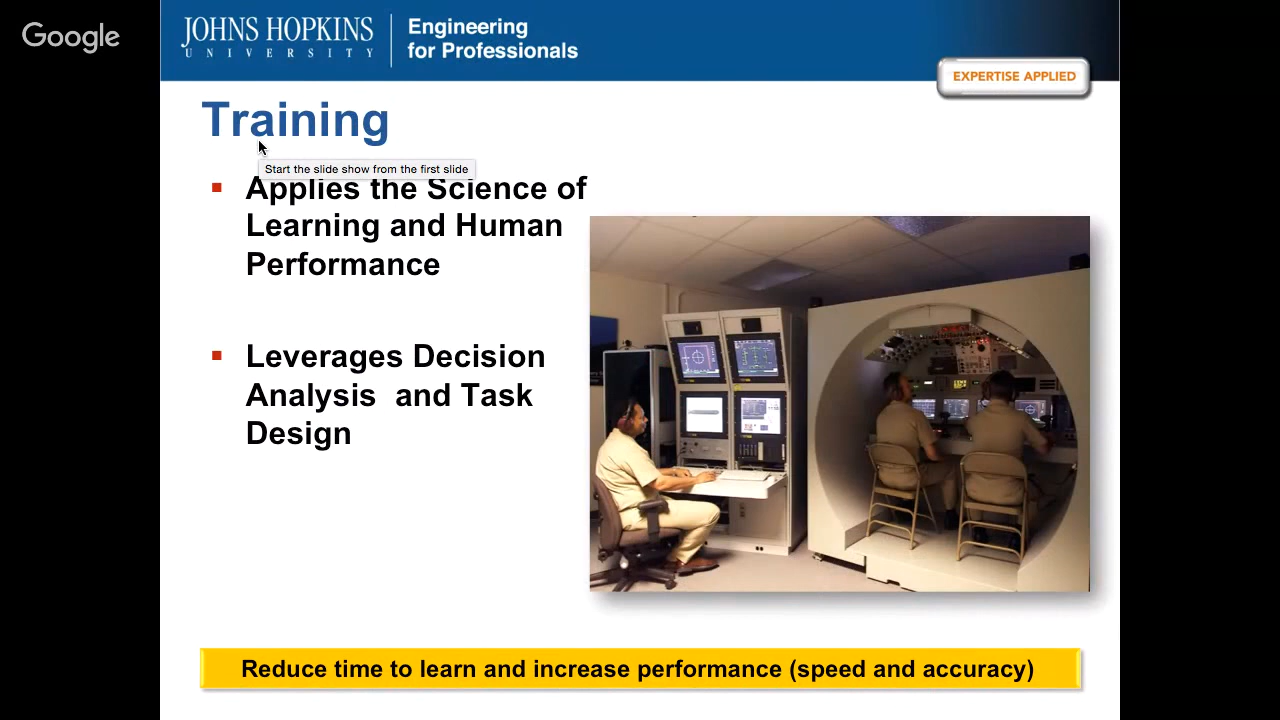 Google
JOHNS HOPKINS
UNIVERSITY
Engineering
for Professionals
EXPERTISE APPLIED
Training
Start the slide show from the first slide
Applies the Science of
Learning and Human
Performance
Leverages Decision
Analysis and Task
Design
Reduce time to learn and increase performance (speed and accuracy)